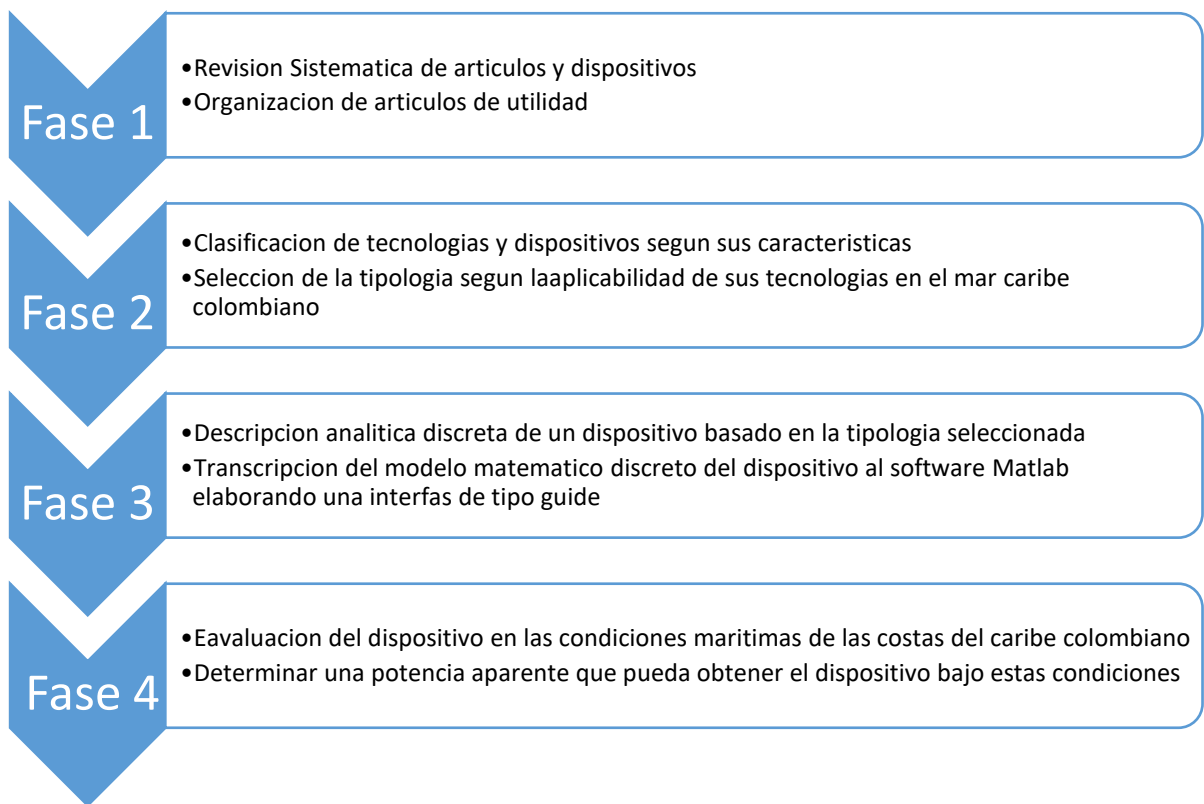 Fase 1
•Revision Sistematica de articulos y dispositivos
•Organizacion de articulos de utilidad
Fase 2
•Clasificacion de tecnologias y dispositivos segun sus caracteristicas
•Seleccion de la tipologia segun laaplicabilidad de sus tecnologias en el mar caribe
colombiano
Fase 3
•Descripcion analitica discreta de un dispositivo basado en la tipologia seleccionada
•Transcripcion del modelo matematico discreto del dispositivo al software Matlab
elaborando una interfas de tipo guide
Fase 4
•Eavaluacion del dispositivo en las condiciones maritimas de las costas del caribe colombiano
•Determinar una potencia aparente que pueda obtener el dispositivo bajo estas condiciones